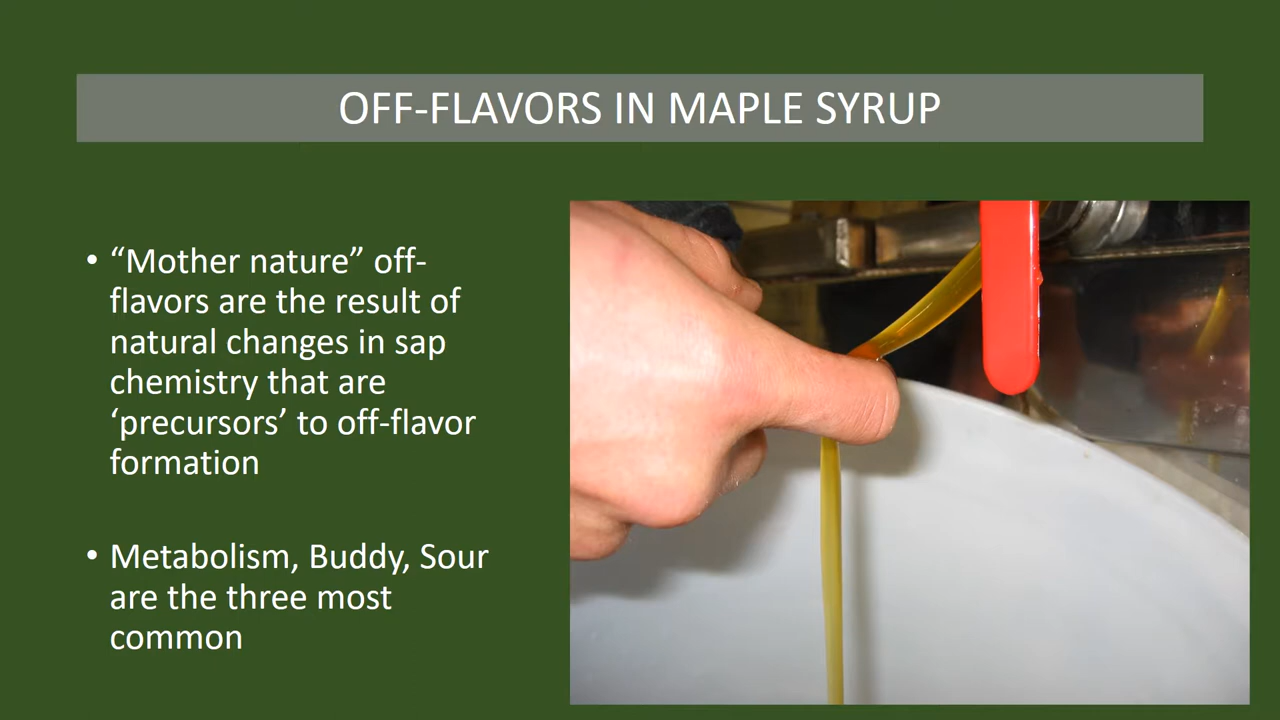 OFF-FLAVORS IN MAPLE SYRUP
• “Mother nature” off-
flavors are the result of
natural changes in sap
chemistry that are
‘precursors’ to off-flavor
formation
• Metabolism, Buddy, Sour
are the three most
common